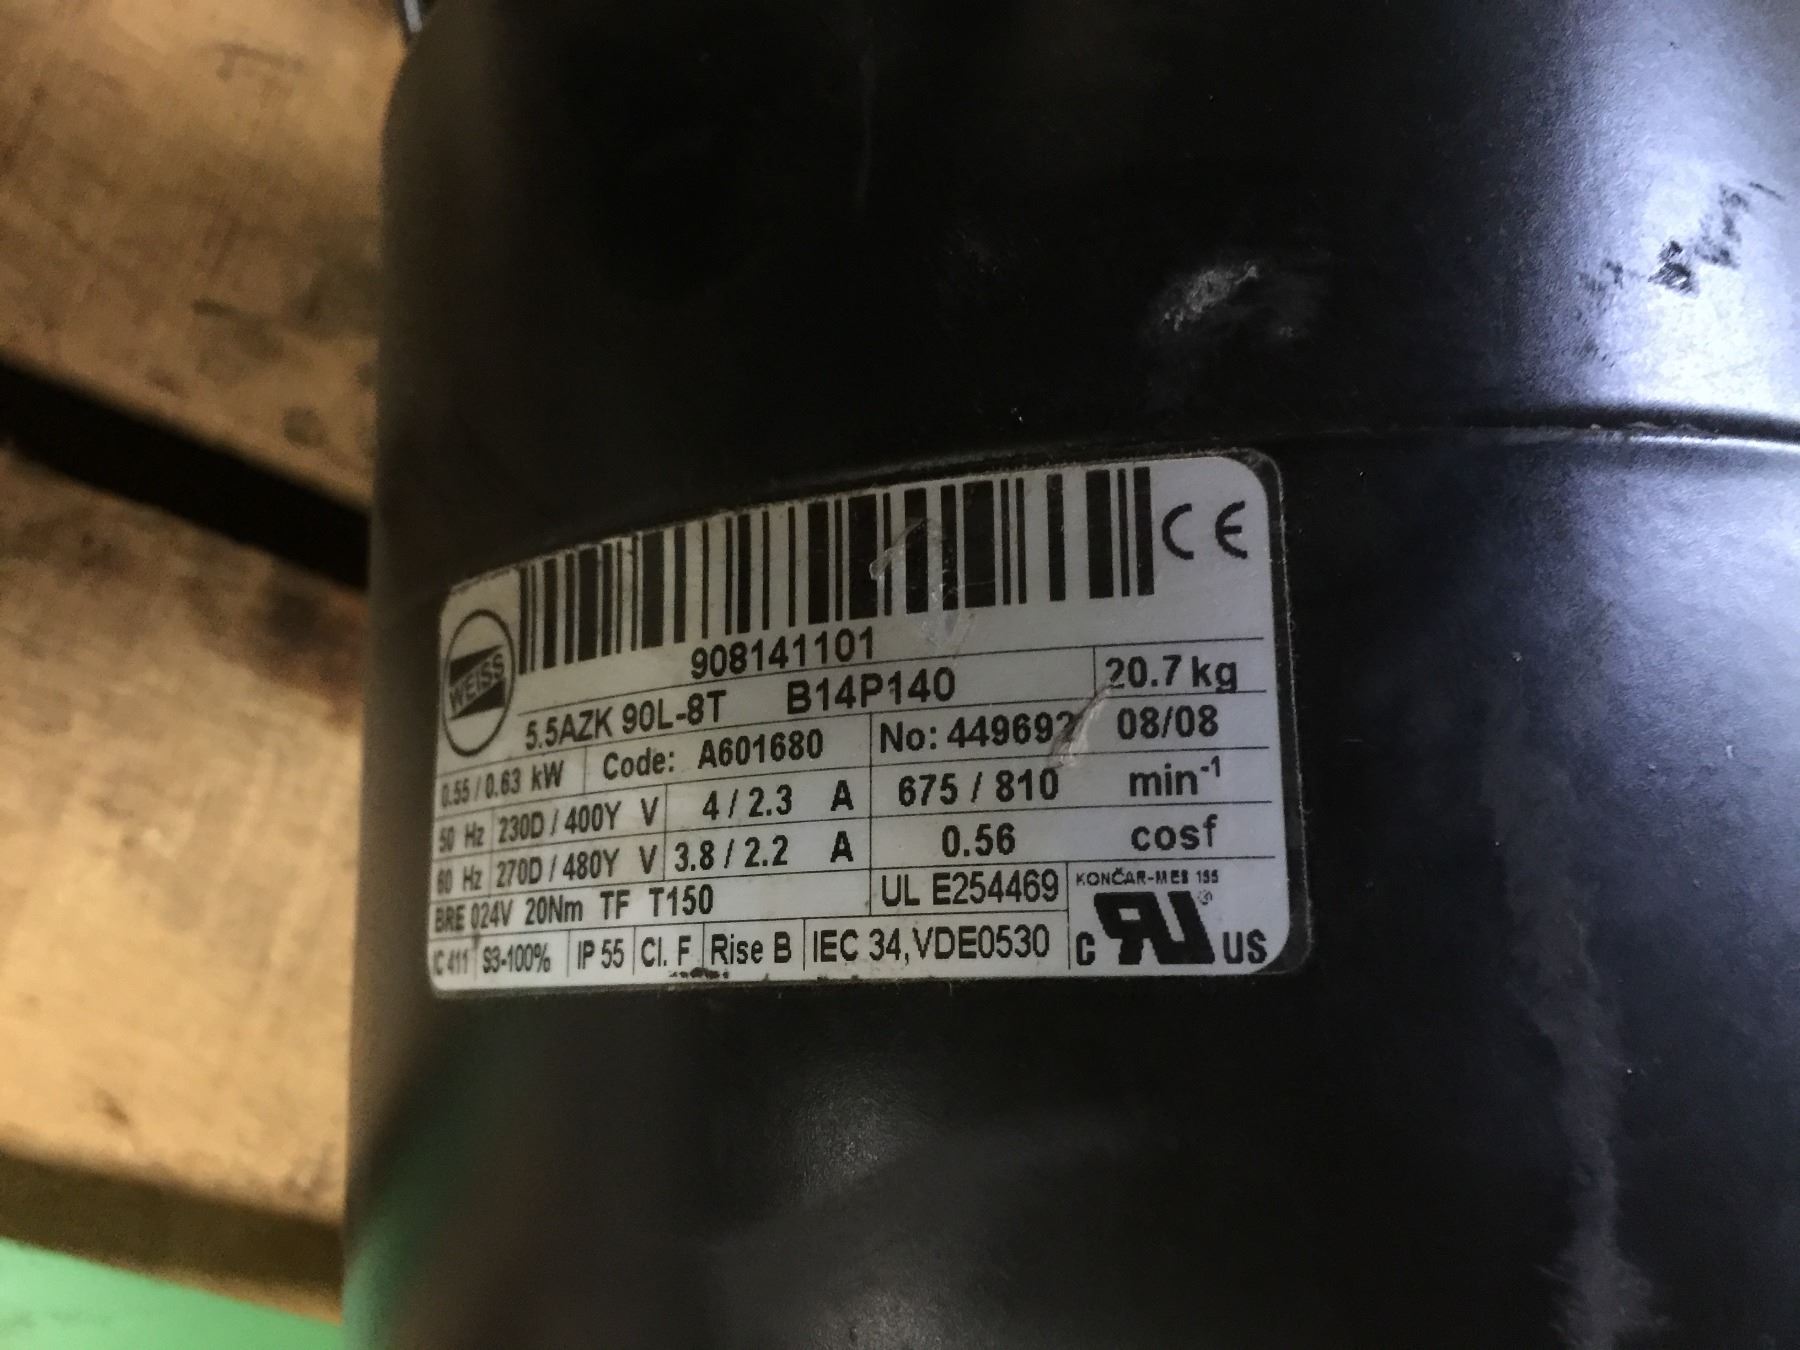 CE
908141101
WEISS
5.5AZK 90L-8T B14P140 20.7 kg
0.55 / 0.63 kW Code: A601680 No: 449692 08/08
50 Hz 230D / 400Y V 4 / 2.3 A 675 / 810 min-1
60 Hz 270D / 480Y V 3.8 / 2.2 A 0.56 cosf
BRE 024V 20Nm TF T150 UL E254469 KONČAR-MES 155
IC 411 S3-100% IP 55 Cl. F Rise B IEC 34,VDE0530 C RU US